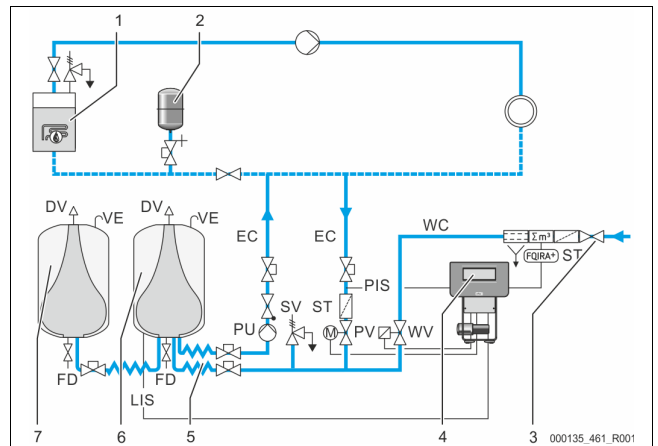 1
2
DV
VE
DV
VE
EC
EC
WC
Σm³
FQIRA+
ST
PIS
SV
ST
PU
M
PV
WV
FD
FD
LIS
7
6
5
4
3
000135_461_R001